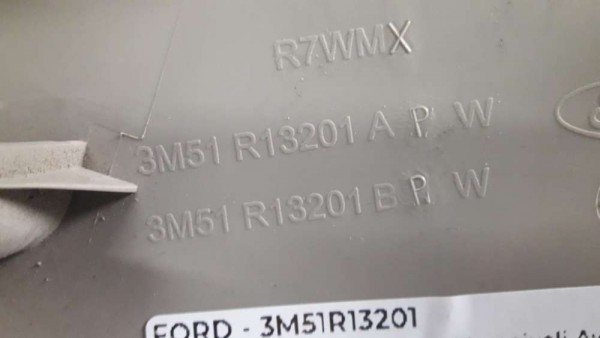 R7WMX
3M51 R13201 A P W
3M51 R13201 B P W
FORD - 3M51R13201